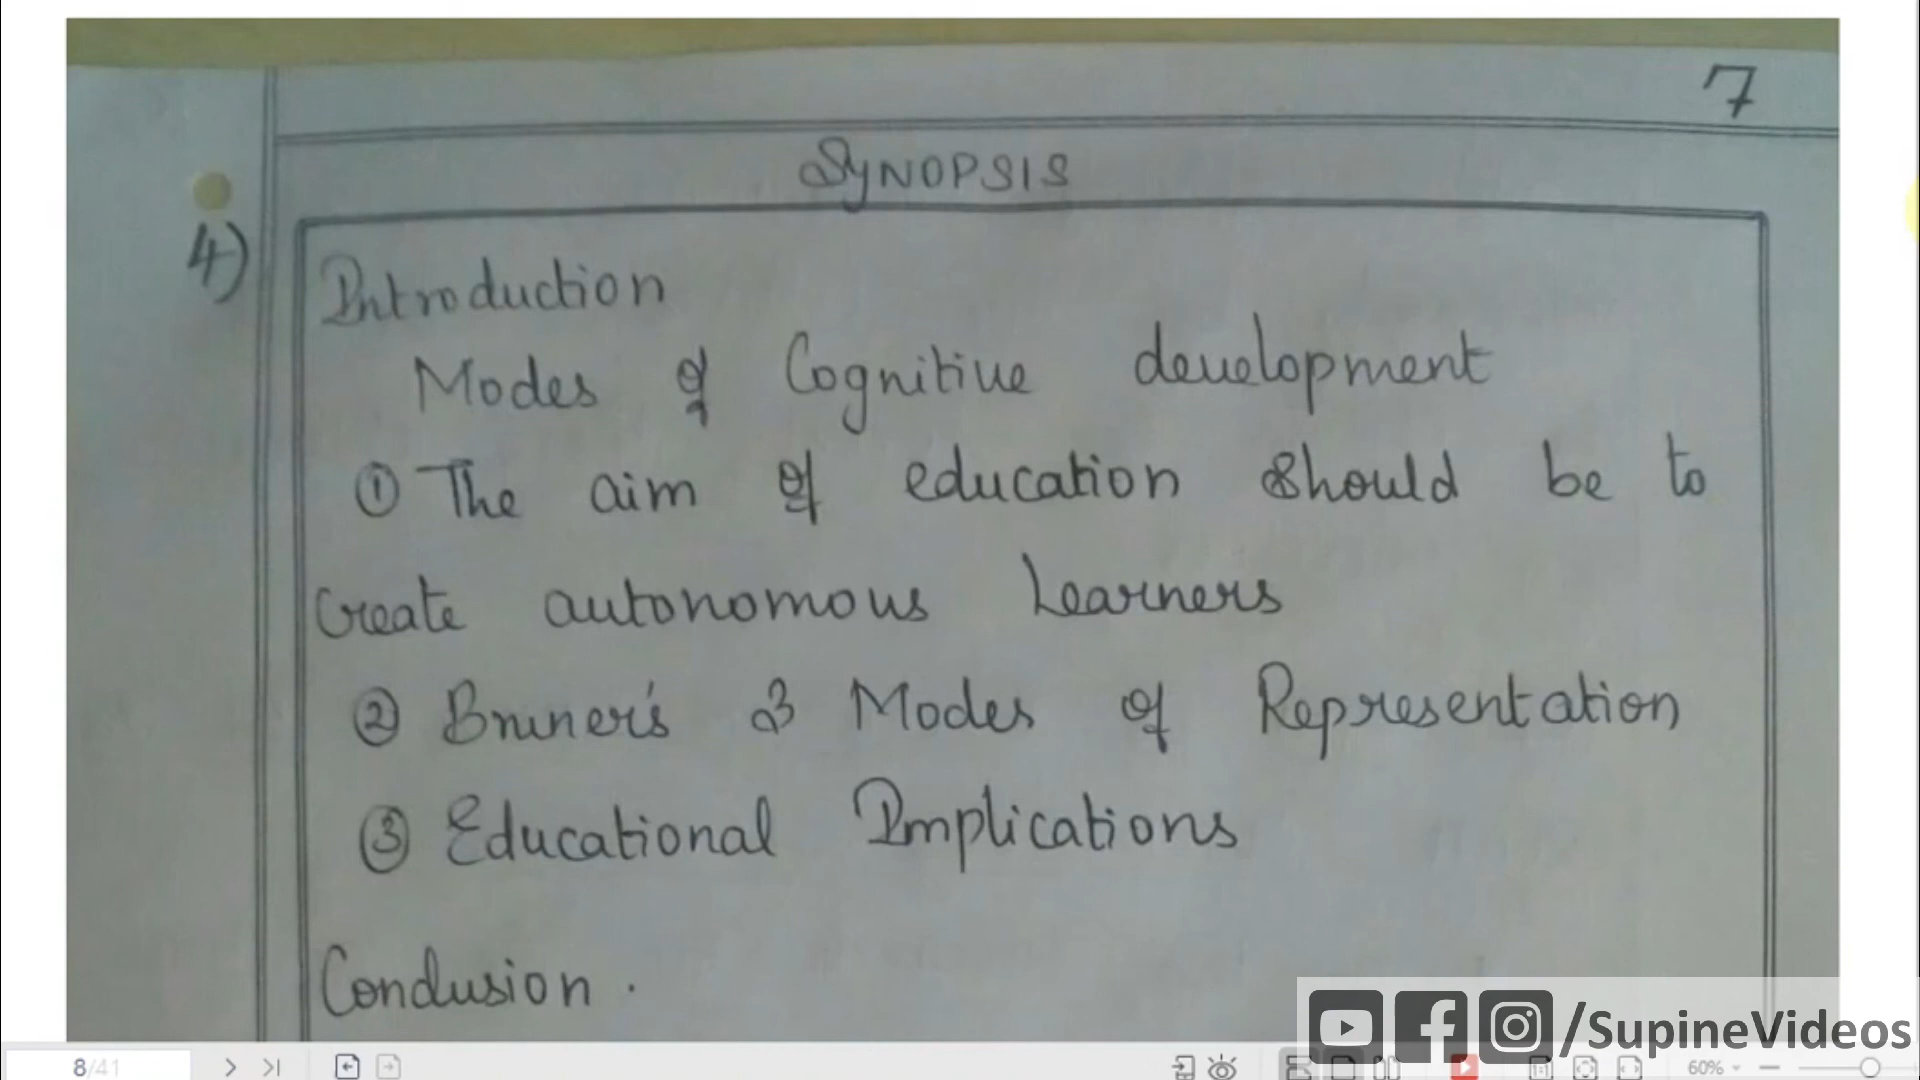 7
SYNOPSIS
4)
Introduction
Modes of Cognitive development
① The aim of education should be to
Create autonomous Learners
② Bruner's 3 Modes of Representation
③ Educational Implications
Conclusion .
/SupineVideos
8/41
60%